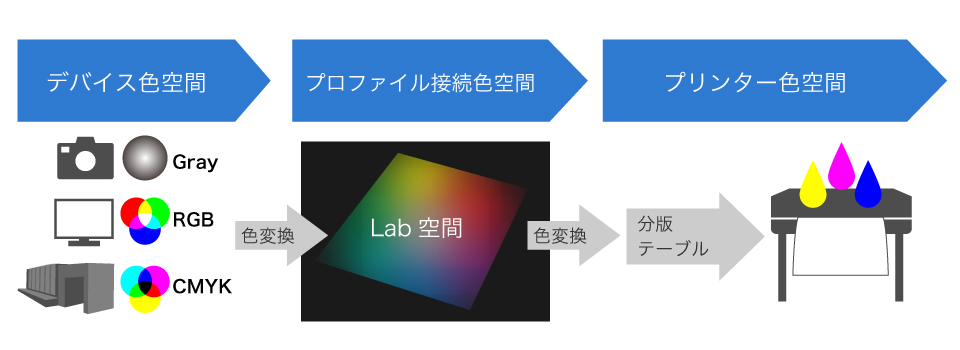 デバイス色空間
プロファイル接続色空間
プリンター色空間
Gray
RGB
CMYK
色変換
Lab 空間
色変換
分版
テーブル